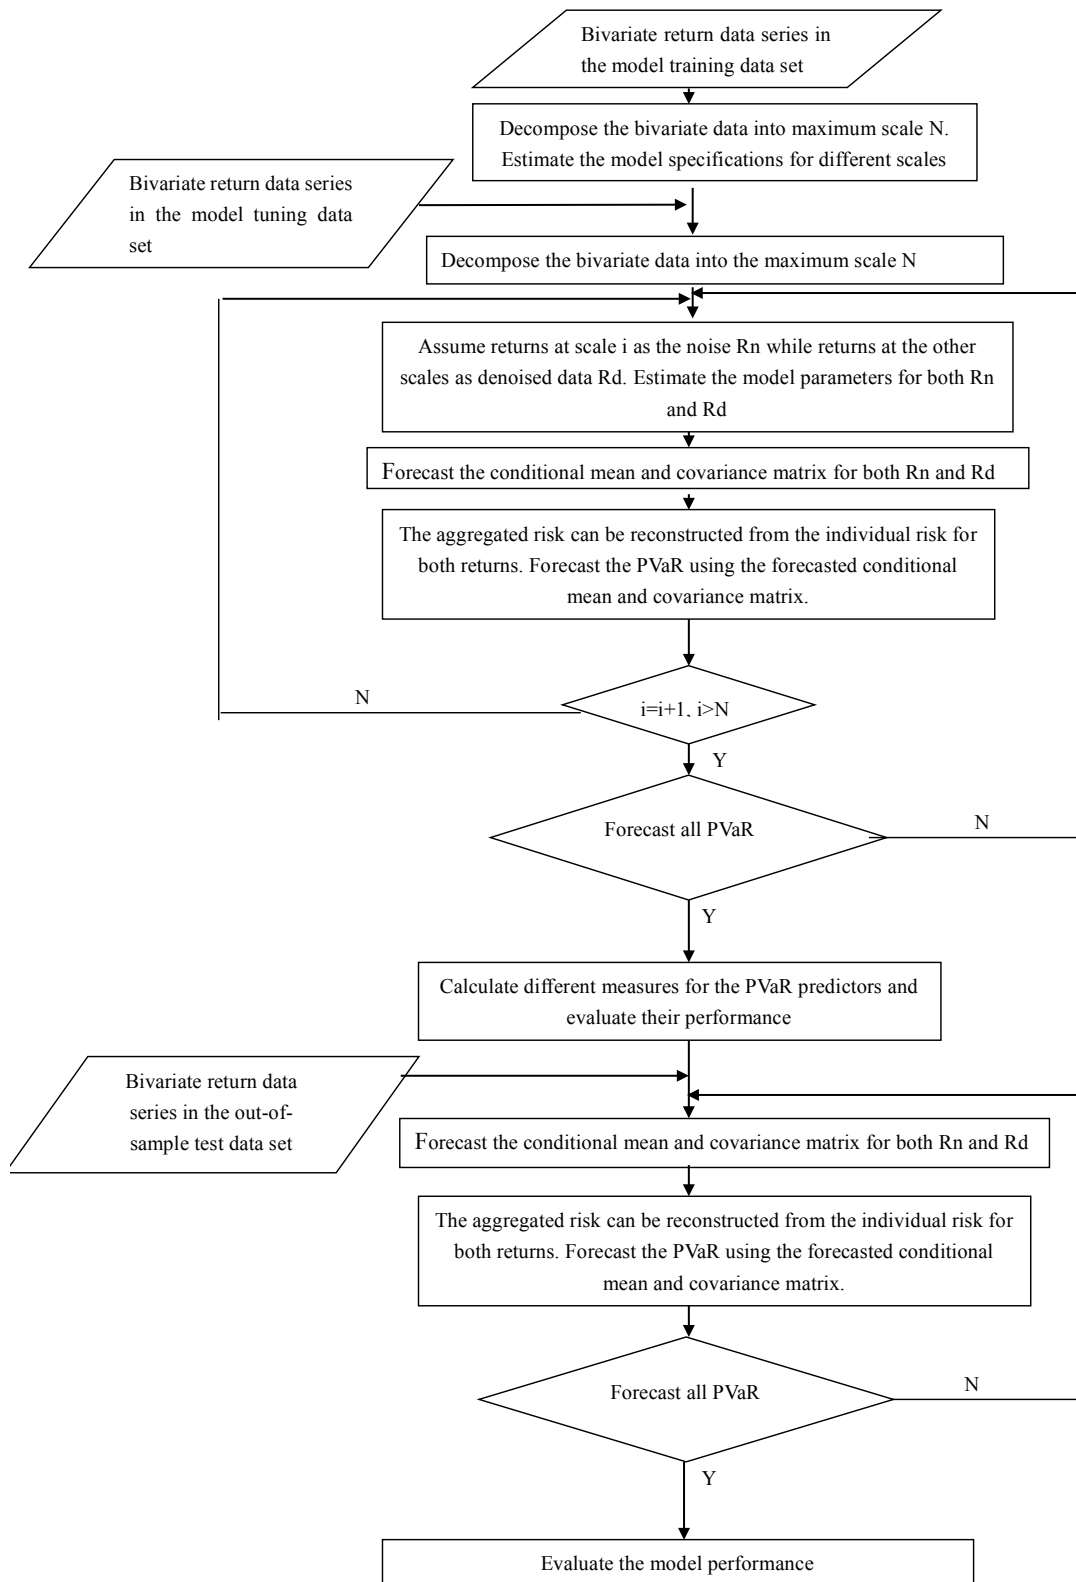 Bivariate return data series in
the model training data set
Decompose the bivariate data into maximum scale N.
Estimate the model specifications for different scales
Bivariate return data series
in the model tuning data
set
Decompose the bivariate data into the maximum scale N
Assume returns at scale i as the noise Rn while returns at the other
scales as denoised data Rd. Estimate the model parameters for both Rn
and Rd
Forecast the conditional mean and covariance matrix for both Rn and Rd
The aggregated risk can be reconstructed from the individual risk for
both returns. Forecast the PVaR using the forecasted conditional
mean and covariance matrix.
N
i=i+1, i>N
Y
Forecast all PVaR
N
Y
Calculate different measures for the PVaR predictors and
evaluate their performance
Bivariate return data
series in the out-of-
sample test data set
Forecast the conditional mean and covariance matrix for both Rn and Rd
The aggregated risk can be reconstructed from the individual risk for
both returns. Forecast the PVaR using the forecasted conditional
mean and covariance matrix.
Forecast all PVaR
N
Y
Evaluate the model performance